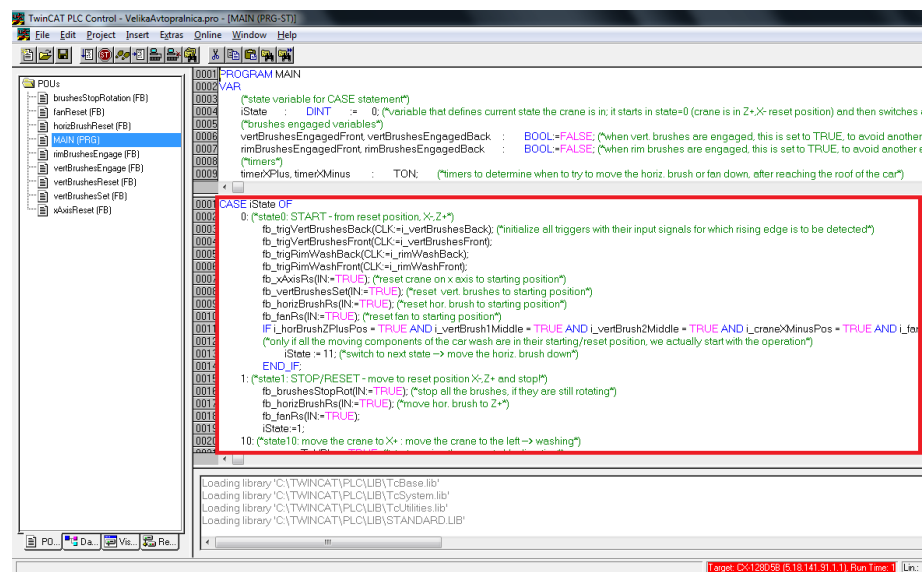 TwinCAT PLC Control - VelikaAvtopralnica.pro - [MAIN (PRG-ST)]
File Edit Project Insert Extras Online Window Help
POUs
brushesStopRotation (FB)
fanReset (FB)
horizBrushReset (FB)
MAIN (PRG)
rimBrushesEngage (FB)
vertBrushesEngage (FB)
vertBrushesReset (FB)
vertBrushesSet (FB)
xAxisReset (FB)
PO... Da... Vis... Re...
0001 PROGRAM MAIN
0002 VAR
0003 (*state variable for CASE statement*)
0004 iState : DINT := 0; (*variable that defines current state the crane is in; it starts in state=0 (crane is in Z+,X- reset position) and then switches
0005 (*brushes engaged variables*)
0006 vertBrushesEngagedFront, vertBrushesEngagedBack : BOOL:=FALSE; (*when vert. brushes are engaged, this is set to TRUE, to avoid another
0007 rimBrushesEngagedFront, rimBrushesEngagedBack : BOOL:=FALSE; (*when rim brushes are engaged, this is set to TRUE, to avoid another
0008 (*timers*)
0009 timerXPlus, timerXMinus : TON; (*timers to determine when to try to move the horiz. brush or fan down, after reaching the roof of the car*)
0001 CASE iState OF
0002 0: (*state0: START - from reset position, X-,Z+*)
0003 fb_trigVertBrushesBack(CLK:=i_vertBrushesBack); (*initialize all triggers with their input signals for which rising edge is to be detected*)
0004 fb_trigVertBrushesFront(CLK:=i_vertBrushesFront);
0005 fb_trigRimWashBack(CLK:=i_rimWashBack);
0006 fb_trigRimWashFront(CLK:=i_rimWashFront);
0007 fb_xAxisRs(IN:=TRUE); (*reset crane on x axis to starting position*)
0008 fb_vertBrushesSet(IN:=TRUE); (*reset vert. brushes to starting position*)
0009 fb_horizBrushRs(IN:=TRUE); (*reset hor. brush to starting position*)
0010 fb_fanRs(IN:=TRUE); (*reset fan to starting position*)
0011 IF i_horBrushZPlusPos = TRUE AND i_vertBrush1Middle = TRUE AND i_vertBrush2Middle = TRUE AND i_craneXMinusPos = TRUE AND i_fan
0012 (*only if all the moving components of the car wash are in their starting/reset position, we actually start with the operation*)
0013 iState := 11; (*switch to next state --> move the horiz. brush down*)
0014 END_IF;
0015 1: (*state1: STOP/RESET - move to reset position X-,Z+ and stop!*)
0016 fb_brushesStopRot(IN:=TRUE); (*stop all the brushes, if they are still rotating*)
0017 fb_horizBrushRs(IN:=TRUE); (*move hor. brush to Z+*)
0018 fb_fanRs(IN:=TRUE);
0019 iState:=1;
0020 10: (*state10: move the crane to X+ : move the crane to the left --> washing*)
Loading library 'C:\TWINCAT\PLC\LIB\TcBase.lib'
Loading library 'C:\TWINCAT\PLC\LIB\TcSystem.lib'
Loading library 'C:\TWINCAT\PLC\LIB\TcUtilities.lib'
Loading library 'C:\TWINCAT\PLC\LIB\STANDARD.LIB'
Target: CX-128D5B (5.18.141.91.1.1), Run Time: 1 Lin.: